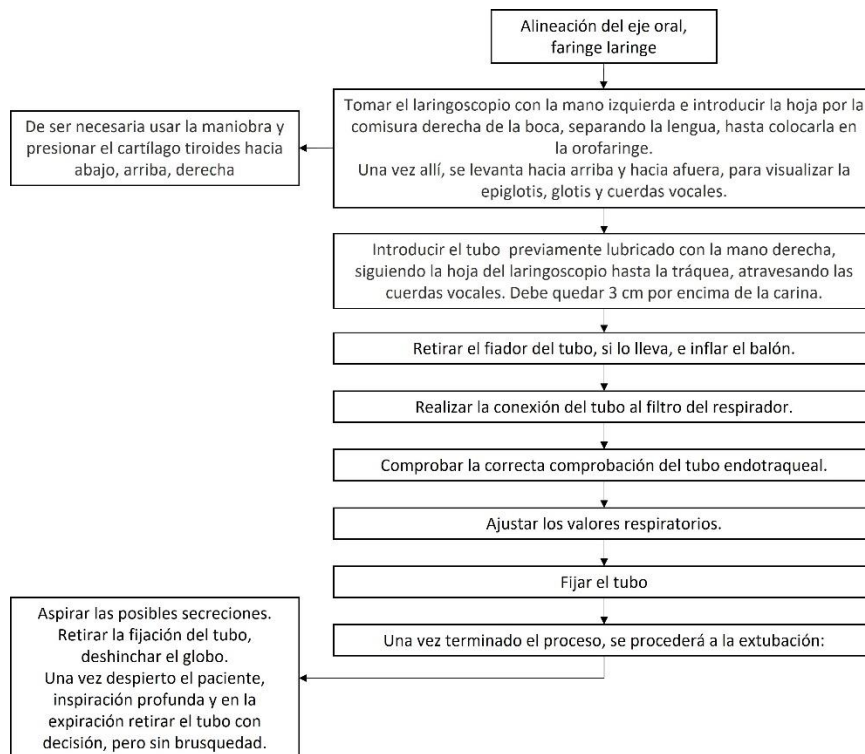 Alineación del eje oral,
faringe laringe
Tomar el laringoscopio con la mano izquierda e introducir la hoja por la
comisura derecha de la boca, separando la lengua, hasta colocarla en
la orofaringe.
Una vez allí, se levanta hacia arriba y hacia afuera, para visualizar la
epiglotis, glotis y cuerdas vocales.
De ser necesaria usar la maniobra y
presionar el cartílago tiroides hacia
abajo, arriba, derecha
Introducir el tubo previamente lubricado con la mano derecha,
siguiendo la hoja del laringoscopio hasta la tráquea, atravesando las
cuerdas vocales. Debe quedar 3 cm por encima de la carina.
Retirar el fiador del tubo, si lo lleva, e inflar el balón.
Realizar la conexión del tubo al filtro del respirador.
Comprobar la correcta comprobación del tubo endotraqueal.
Ajustar los valores respiratorios.
Fijar el tubo
Una vez terminado el proceso, se procederá a la extubación:
Aspirar las posibles secreciones.
Retirar la fijación del tubo,
deshinchar el globo.
Una vez despierto el paciente,
inspiración profunda y en la
expiración retirar el tubo con
decisión, pero sin brusquedad.